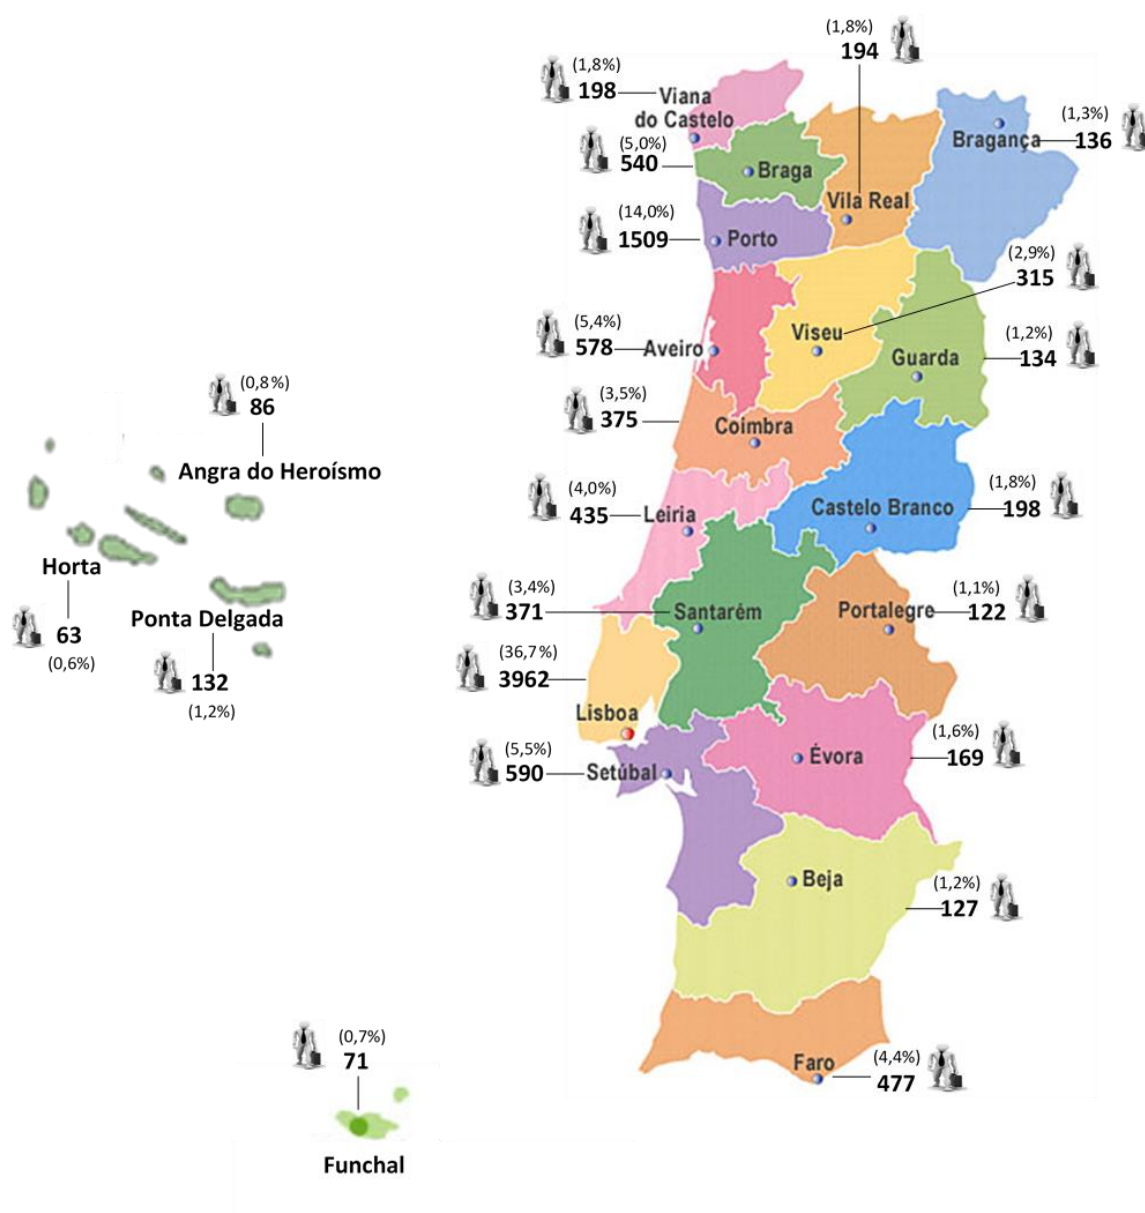 (1,8%)
194
(1,8%)
198
Viana
do Castelo
(1,3%)
Bragança
136
(5,0%)
540
Braga
Vila Real
(14,0%)
1509
Porto
(2,9%)
315
(5,4%)
578
Aveiro
Viseu
(1,2%)
134
Guarda
(3,5%)
375
Coimbra
(0,8%)
86
Angra do Heroísmo
(4,0%)
435
Leiria
Castelo Branco
(1,8%)
198
Horta
63
(0,6%)
Ponta Delgada
132
(1,2%)
(3,4%)
371
Santarém
Portalegre
(1,1%)
122
(36,7%)
3962
Lisboa
(5,5%)
590
Setúbal
Évora
(1,6%)
169
Beja
(1,2%)
127
Faro
(4,4%)
477
(0,7%)
71
Funchal